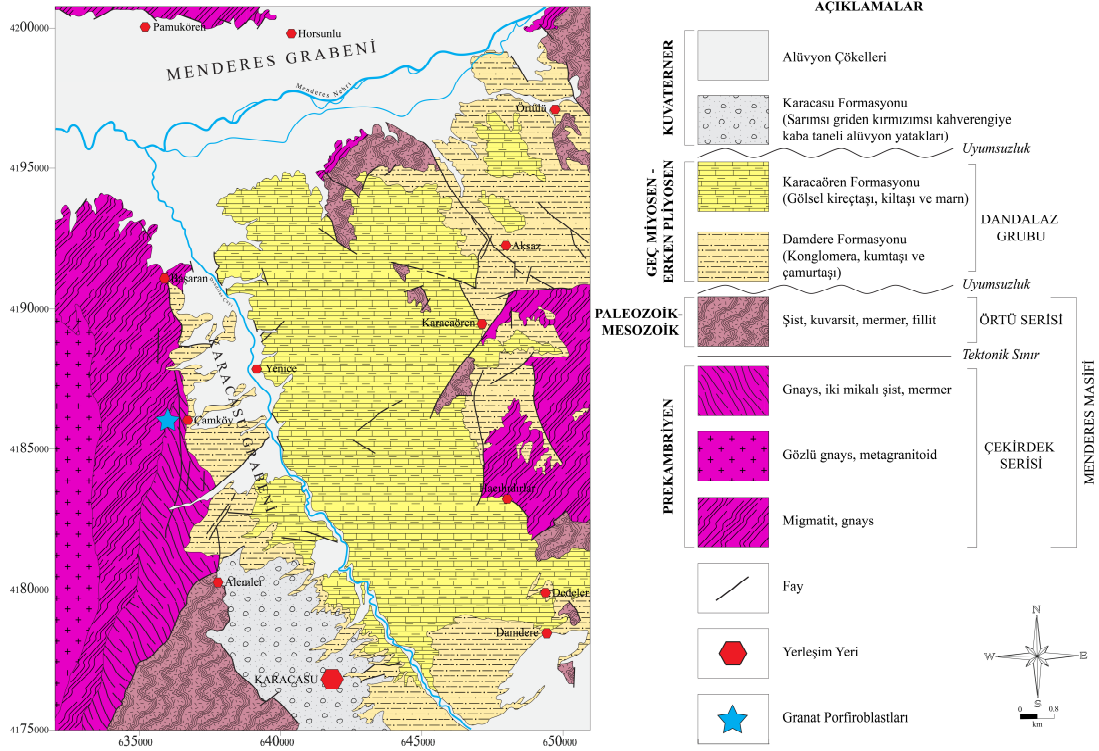 4200000
4195000
4190000
4185000
4180000
4175000
635000
640000
645000
650000
Pamukören
Horsunlu
MENDERES GRABENİ
Menderes Nehri
Örtülü
Aksaz
Başaran
Karacaören
Yenice
KARACASU GRABENİ
Çamköy
Hacıhıdırlar
Alemler
Dedeler
Damdere
KARACASU
AÇIKLAMALAR
KUVATERNER
Alüvyon Çökelleri
Karacasu Formasyonu
(Sarımsı griden kırmızımsı kahverengiye
kaba taneli alüvyon yatakları)
Uyumsuzluk
GEÇ MİYOSEN -
ERKEN PLİYOSEN
Karacaören Formasyonu
(Gölsel kireçtaşı, kiltaşı ve marn)
Damdere Formasyonu
(Konglomera, kumtaşı ve
çamurtaşı)
DANDALAZ
GRUBU
Uyumsuzluk
PALEOZOİK-
MESOZOİK
Şist, kuvarsit, mermer, fillit
ÖRTÜ SERİSİ
Tektonik Sınır
PREKAMBRİYEN
Gnays, iki mikalı şist, mermer
Gözlü gnays, metagranitoid
Migmatit, gnays
ÇEKİRDEK
SERİSİ
MENDERES MASİFİ
Fay
Yerleşim Yeri
Granat Porfiroblastları
N
W
E
S
0 0.8
km